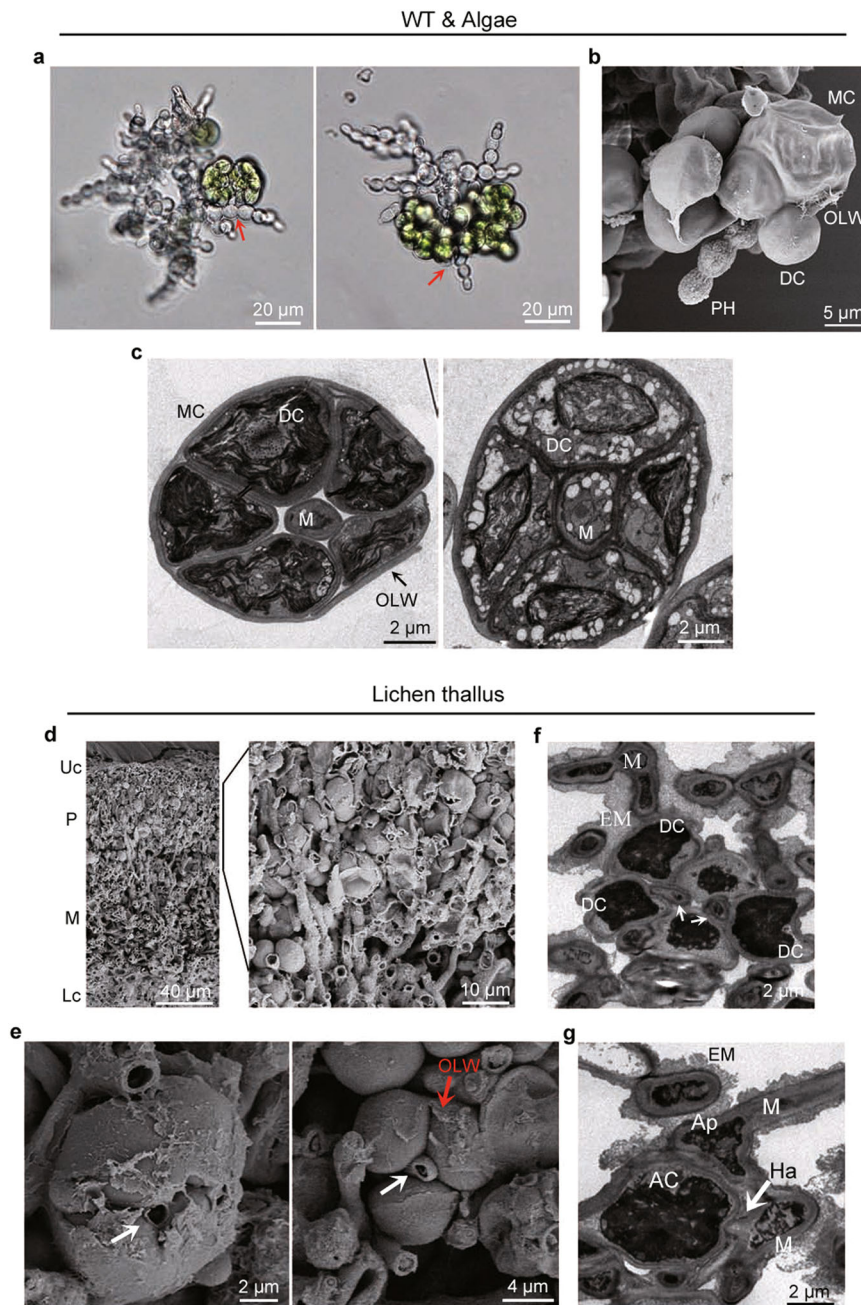 WT & Algae
a
20 µm
20 µm
b
MC
OLW
DC
PH
5 µm
c
MC
DC
M
OLW
2 µm
DC
M
2 µm
Lichen thallus
d
Uc
P
M
Lc
40 µm
10 µm
f
M
EM
DC
DC
DC
2 µm
e
2 µm
OLW
4 µm
g
EM
M
Ap
AC
Ha
M
2 µm